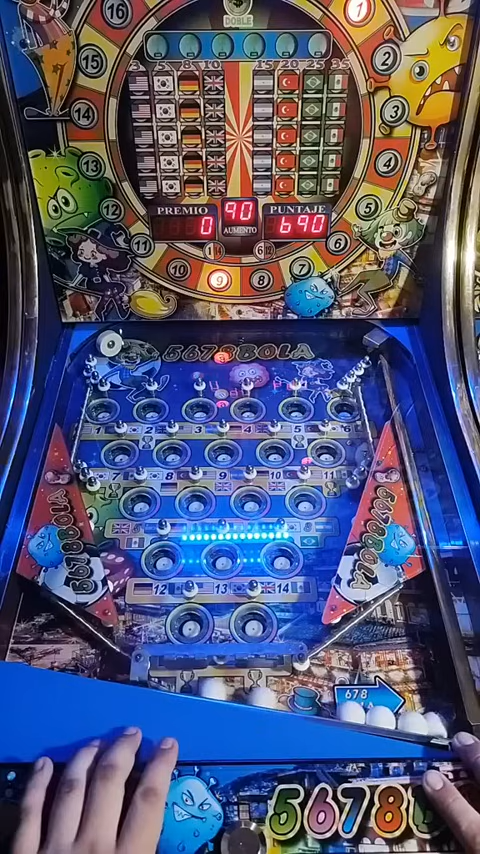 DOBLE
16 1
15 2
3 5 8 10 15 20 25 35
14 3
13 4
12 5
PREMIO 90 PUNTAJE
0 AUMENTO 690
11 6
10 9 8 7
5678BOLA
1 2 3 4 5 6
7 8 9 10 11
12 13 14
5678BOLA
5678BOLA
678
5678